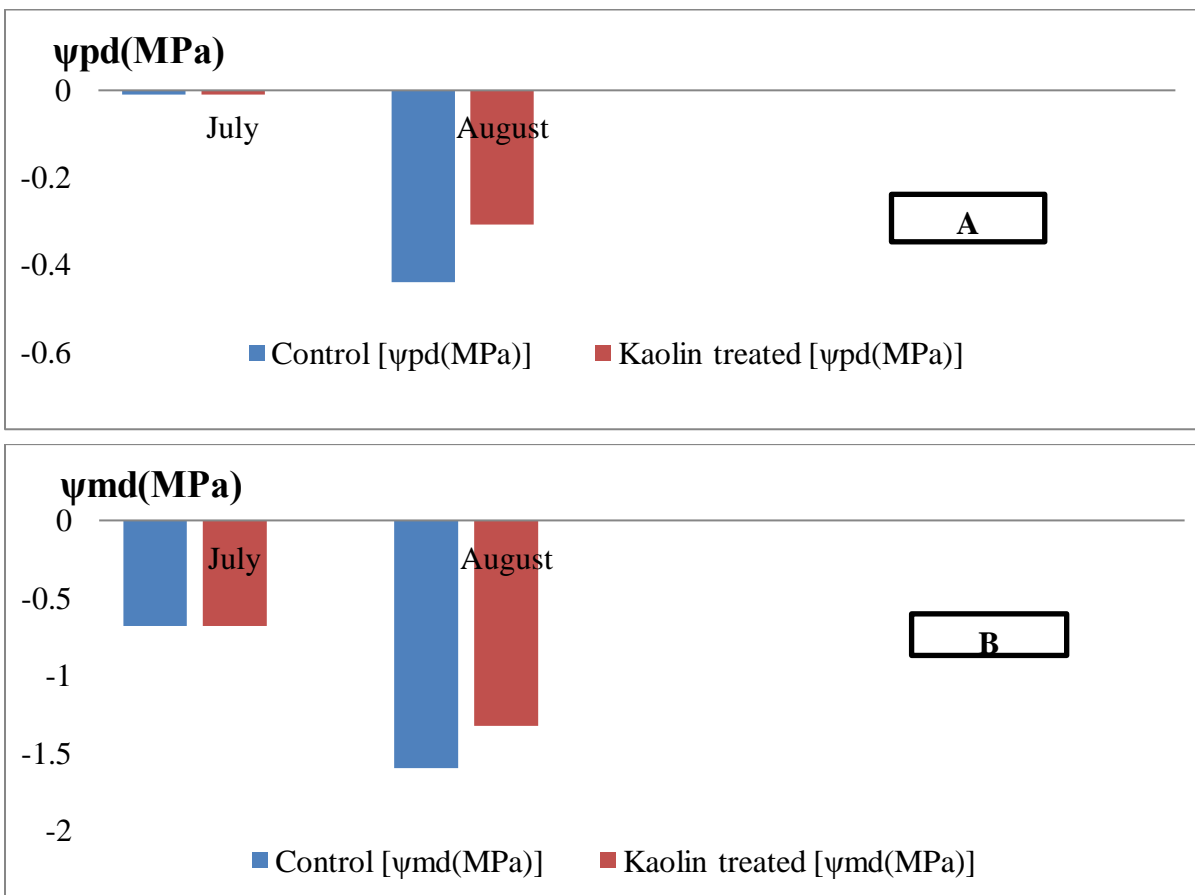 ψpd(MPa)
0
July
August
-0.2
A
-0.4
-0.6
Control [ψpd(MPa)]
Kaolin treated [ψpd(MPa)]
ψmd(MPa)
0
July
August
-0.5
B
-1
-1.5
-2
Control [ψmd(MPa)]
Kaolin treated [ψmd(MPa)]